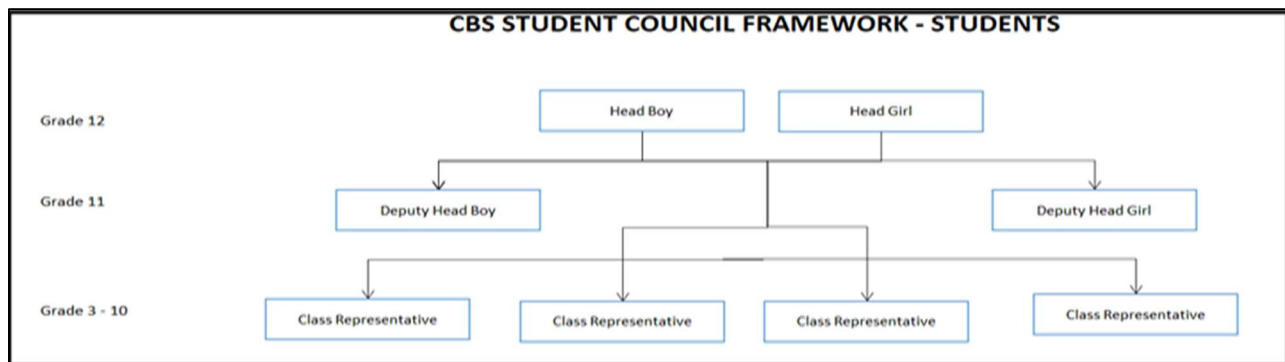 CBS STUDENT COUNCIL FRAMEWORK - STUDENTS
Grade 12
Head Boy
Head Girl
Grade 11
Deputy Head Boy
Deputy Head Girl
Grade 3 - 10
Class Representative
Class Representative
Class Representative
Class Representative